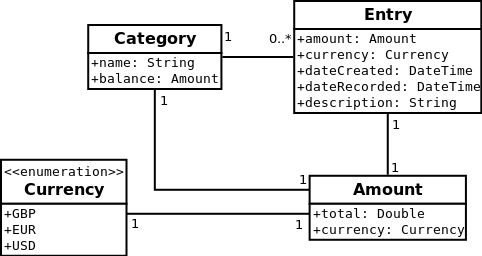 Category
+name: String
+balance: Amount
1
0..*
Entry
+amount: Amount
+currency: Currency
+dateCreated: DateTime
+dateRecorded: DateTime
+description: String
1
1
1
1
<<enumeration>>
Currency
+GBP
+EUR
+USD
1
1
Amount
+total: Double
+currency: Currency